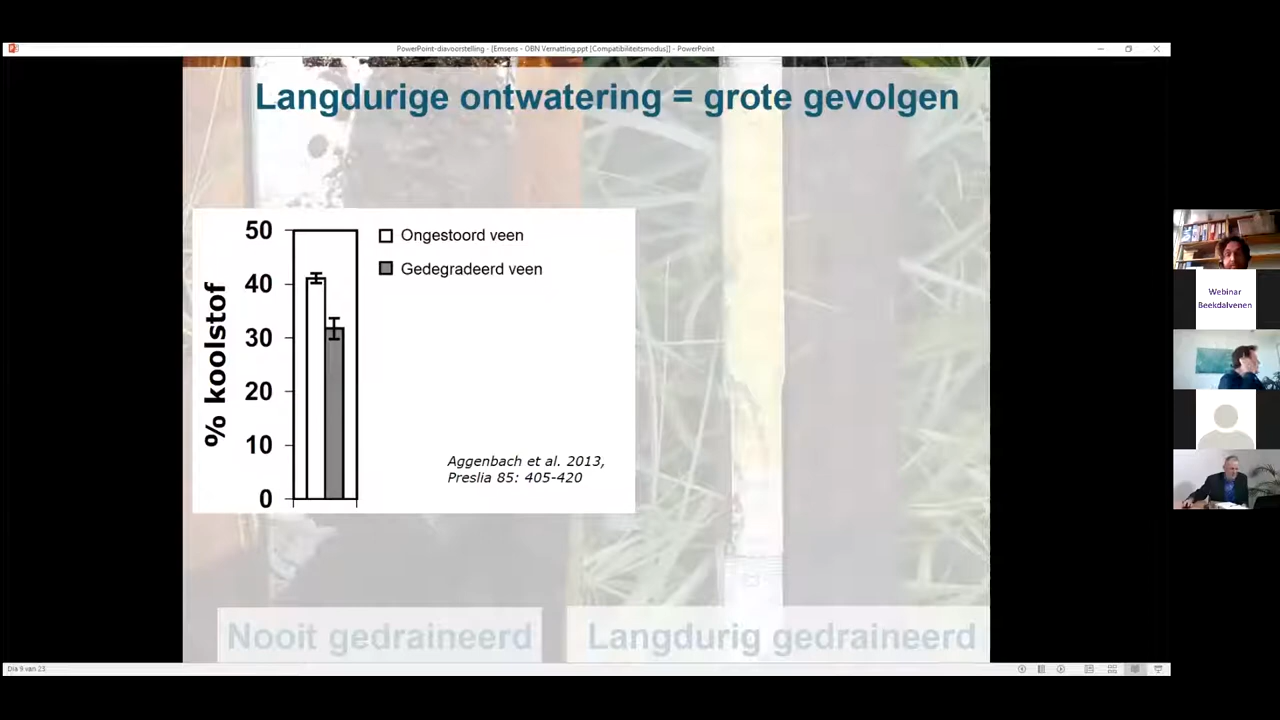 PowerPoint-diavoorstelling - [Emsens - OBN Vernatting.ppt [Compatibiliteitsmodus]] - PowerPoint
Langdurige ontwatering = grote gevolgen
50
40
30
20
10
0
% koolstof
Ongestoord veen
Gedegradeerd veen
Aggenbach et al. 2013,
Preslia 85: 405-420
Nooit gedraineerd
Langdurig gedraineerd
Dia 9 van 23
Webinar
Beekdalvenen